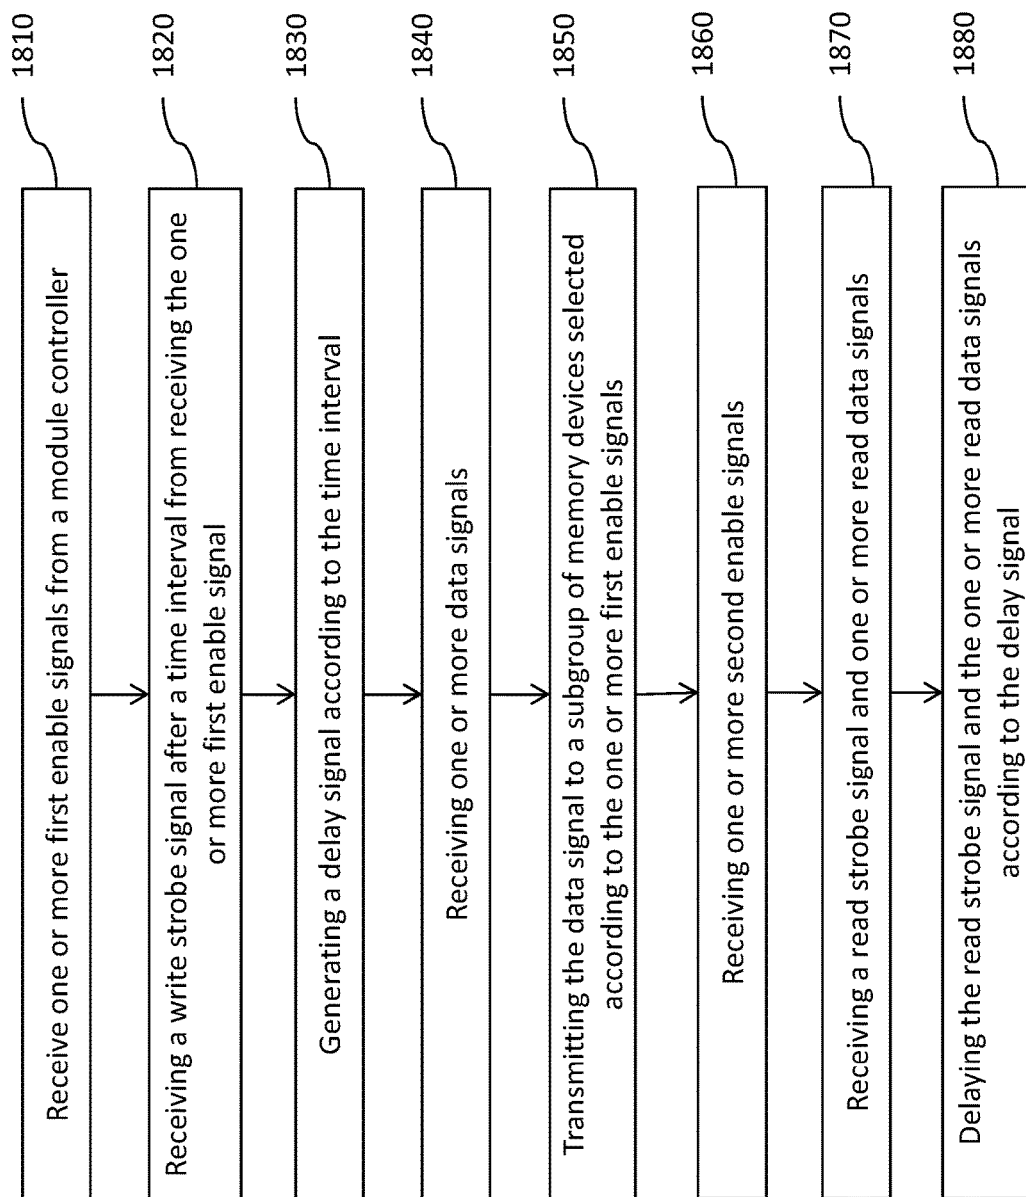 Receive one or more first enable signals from a module controller
1810
Receiving a write strobe signal after a time interval from receiving the one
or more first enable signal
1820
Generating a delay signal according to the time interval
1830
Receiving one or more data signals
1840
Transmitting the data signal to a subgroup of memory devices selected
according to the one or more first enable signals
1850
Receiving one or more second enable signals
1860
Receiving a read strobe signal and one or more read data signals
1870
Delaying the read strobe signal and the one or more read data signals
according to the delay signal
1880